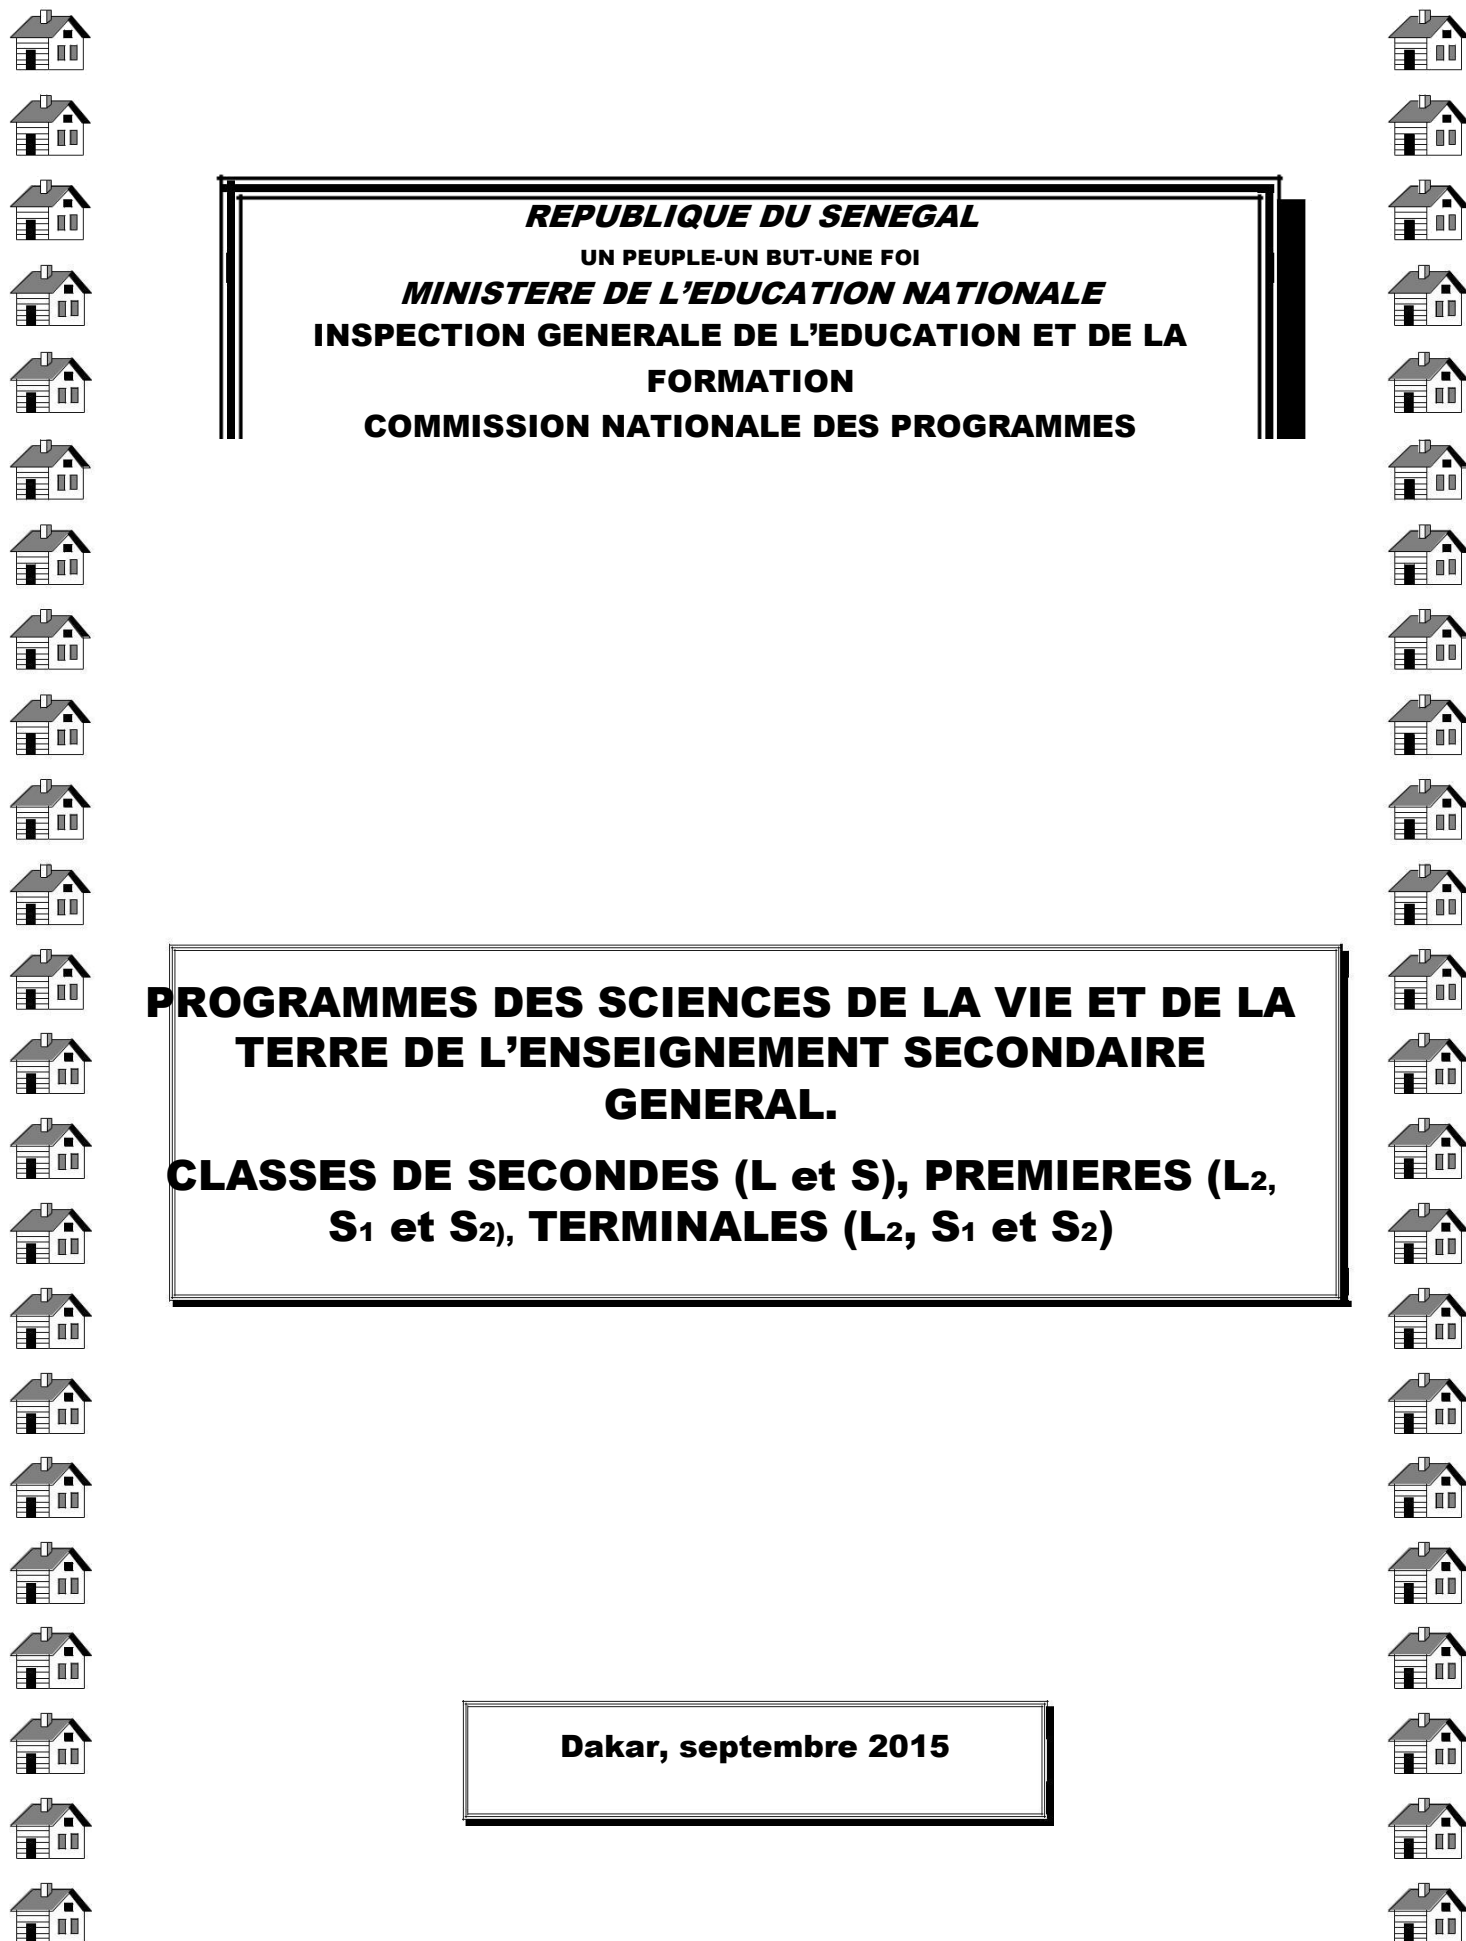 REPUBLIQUE DU SENEGAL
UN PEUPLE-UN BUT-UNE FOI
MINISTERE DE L’EDUCATION NATIONALE
INSPECTION GENERALE DE L’EDUCATION ET DE LA
FORMATION
COMMISSION NATIONALE DES PROGRAMMES
PROGRAMMES DES SCIENCES DE LA VIE ET DE LA
TERRE DE L’ENSEIGNEMENT SECONDAIRE
GENERAL.
CLASSES DE SECONDES (L et S), PREMIERES (L2,
S1 et S2), TERMINALES (L2, S1 et S2)
Dakar, septembre 2015